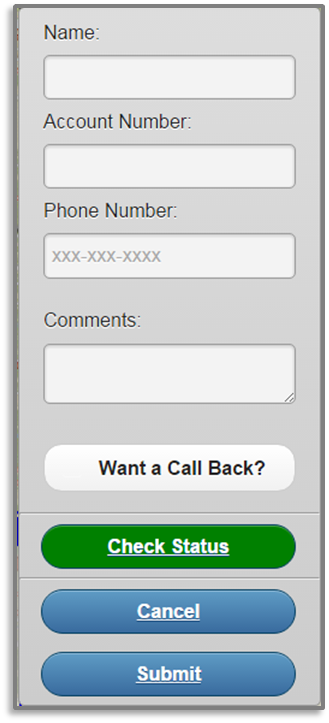 Name:
Account Number:
Phone Number:
xxx-xxx-xxxx
Comments:
Want a Call Back?
Check Status
Cancel
Submit